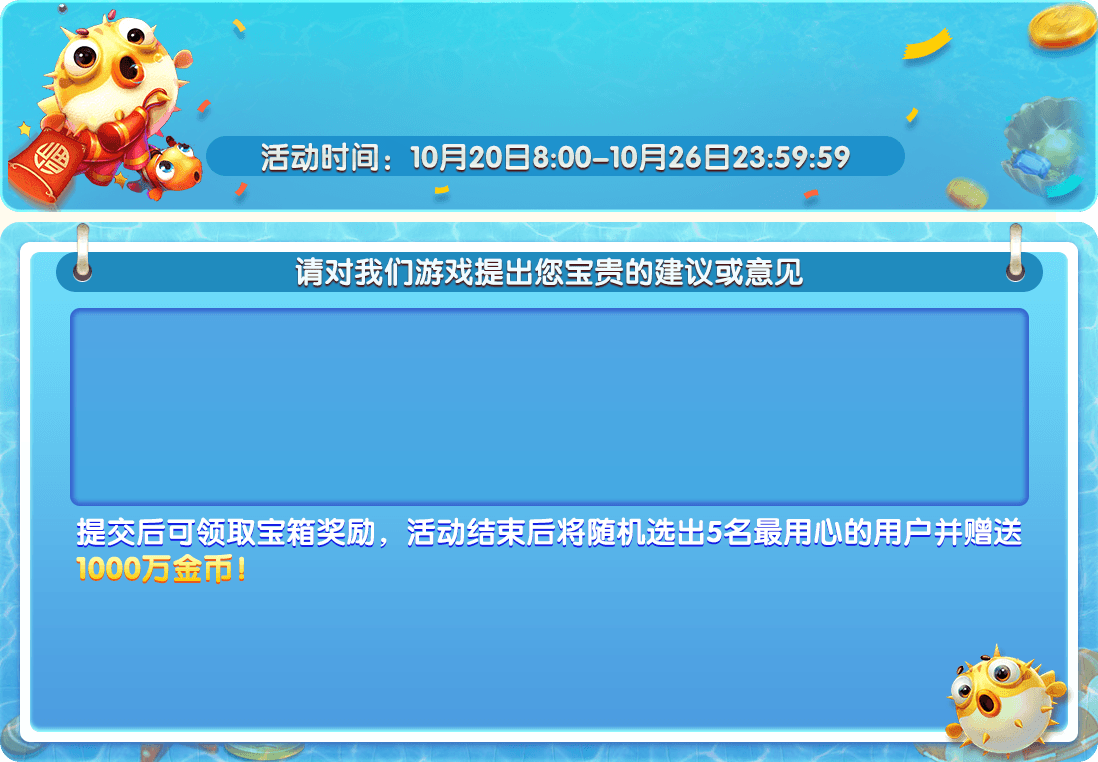 活动时间：10月20日8:00-10月26日23:59:59
请对我们游戏提出您宝贵的建议或意见
提交后可领取宝箱奖励，活动结束后将随机选出5名最用心的用户并赠送
1000万金币！
福